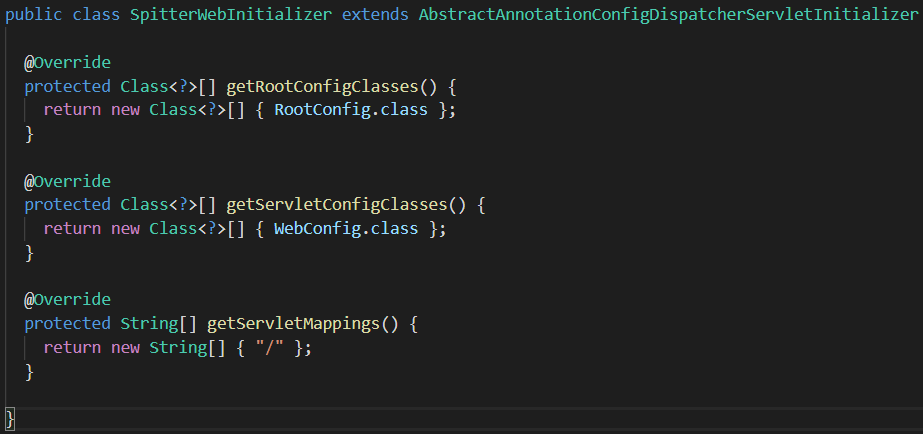 public class SpitterWebInitializer extends AbstractAnnotationConfigDispatcherServletInitializer
@Override
protected Class<?>[] getRootConfigClasses() {
return new Class<?>[] { RootConfig.class };
}
@Override
protected Class<?>[] getServletConfigClasses() {
return new Class<?>[] { WebConfig.class };
}
@Override
protected String[] getServletMappings() {
return new String[] { "/" };
}
}